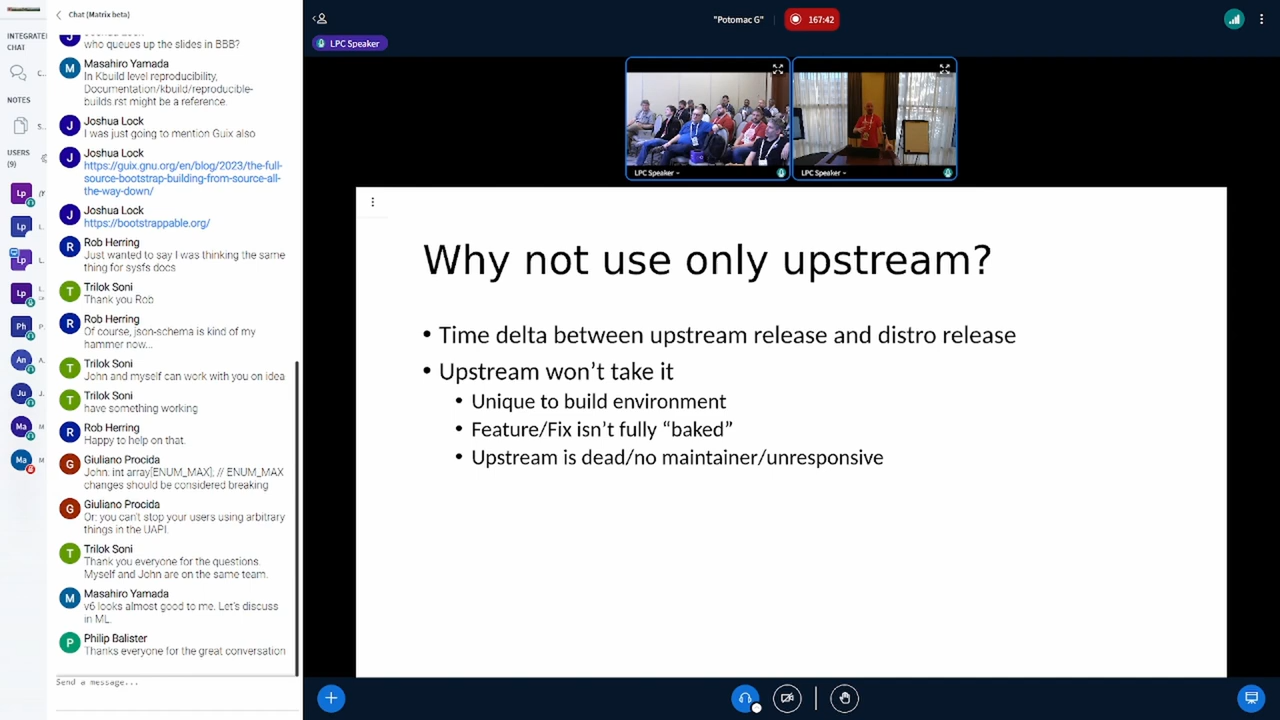 INTEGRATE
CHAT
C..
NOTES
S...
USERS
(9)
Lp
L..
Lp
L..
Lp
L..
Lp
L..
Ph
P..
An
A..
Ju
J..
Ma
M..
Ma
M
Chat [Matrix beta]
who queues up the slides in BBB?
M
Masahiro Yamada
In Kbuild level reproducibility,
Documentation/kbuild/reproducible-
builds rst might be a reference.
J
Joshua Lock
I was just going to mention Guix also
J
Joshua Lock
https://guix.gnu.org/en/blog/2023/the-full-
source-bootstrap-building-from-source-all-
the-way-down/
J
Joshua Lock
https://bootstrappable.org/
R
Rob Herring
Just wanted to say I was thinking the same
thing for sysfs docs
T
Trilok Soni
Thank you Rob
R
Rob Herring
Of course, json-schema is kind of my
hammer now...
T
Trilok Soni
John and myself can work with you on idea
T
Trilok Soni
have something working
R
Rob Herring
Happy to help on that.
G
Giuliano Procida
John: int array[ENUM_MAX]; // ENUM_MAX
changes should be considered breaking
G
Giuliano Procida
Or: you can't stop your users using arbitrary
things in the UAPI.
T
Trilok Soni
Thank you everyone for the questions.
Myself and John are on the same team.
M
Masahiro Yamada
v6 looks almost good to me. Let's discuss
in ML.
P
Philip Balister
Thanks everyone for the great conversation
Send a message...
"Potomac G"
167:42
LPC Speaker
LPC Speaker
LPC Speaker
Why not use only upstream?
• Time delta between upstream release and distro release
• Upstream won't take it
• Unique to build environment
• Feature/Fix isn't fully "baked"
• Upstream is dead/no maintainer/unresponsive